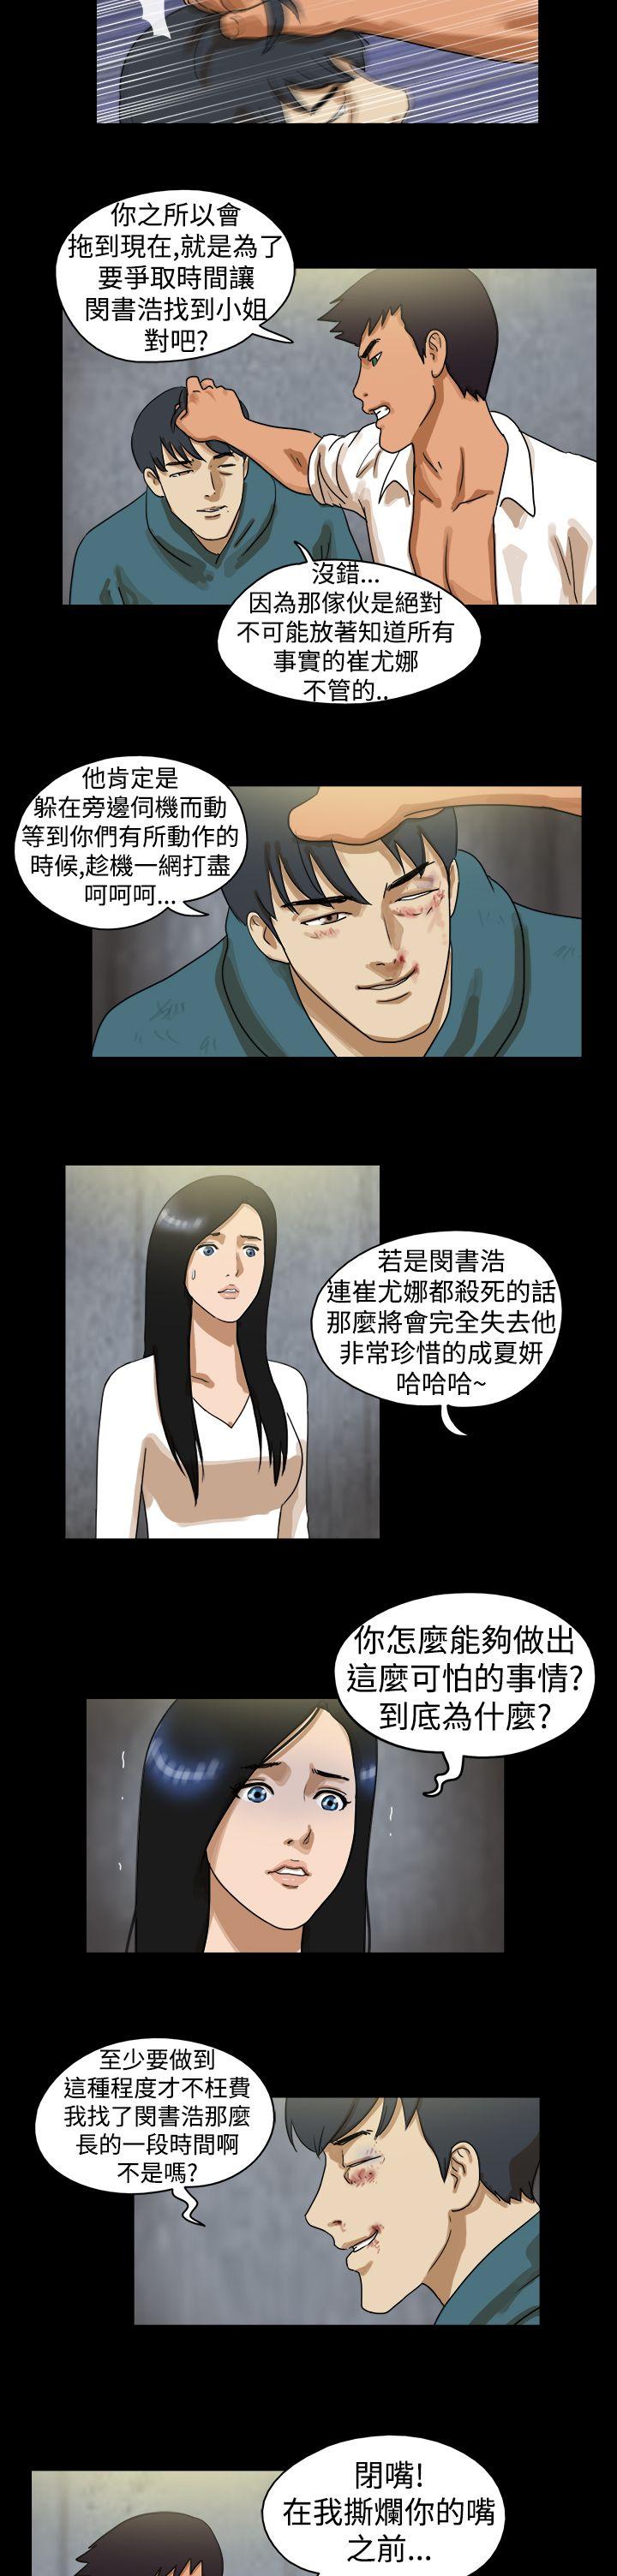 你之所以會
拖到現在,就是為了
要爭取時間讓
閔書浩找到小姐
對吧?
沒錯...
因為那傢伙是絕對
不可能放著知道所有
事實的崔尤娜
不管的..
他肯定是
躲在旁邊伺機而動
等到你們有所動作的
時候,趁機一網打盡
呵呵呵...
若是閔書浩
連崔尤娜都殺死的話
那麼將會完全失去他
非常珍惜的成夏妍
哈哈哈~
你怎麼能夠做出
這麼可怕的事情?
到底為什麼?
至少要做到
這種程度才不枉費
我找了閔書浩那麼
長的一段時間啊
不是嗎?
閉嘴!
在我撕爛你的嘴
之前...